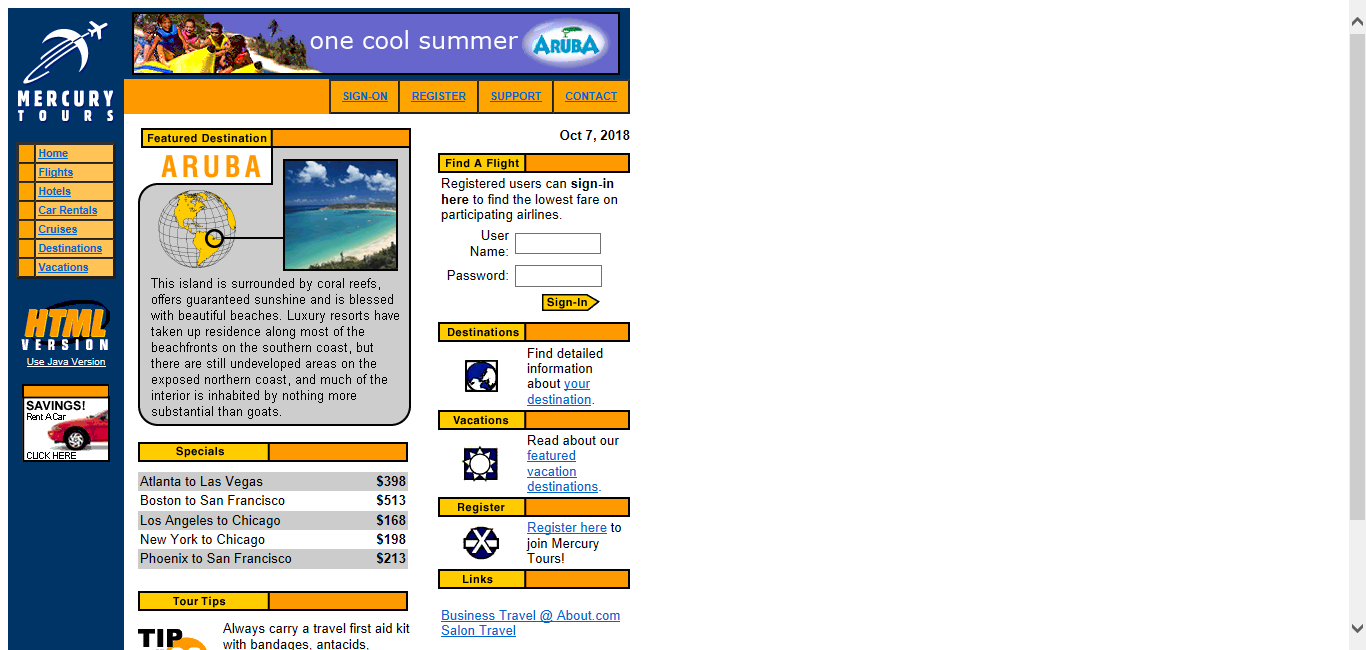 one cool summer
ARUBA
MERCURY
TOURS
SIGN-ON
REGISTER
SUPPORT
CONTACT
Home
Flights
Hotels
Car Rentals
Cruises
Destinations
Vacations
HTML
VERSION
Use Java Version
SAVINGS!
Rent A Car
CLICK HERE
Featured Destination
ARUBA
This island is surrounded by coral reefs,
offers guaranteed sunshine and is blessed
with beautiful beaches. Luxury resorts have
taken up residence along most of the
beachfronts on the southern coast, but
there are still undeveloped areas on the
exposed northern coast, and much of the
interior is inhabited by nothing more
substantial than goats.
Specials
Atlanta to Las Vegas $398
Boston to San Francisco $513
Los Angeles to Chicago $168
New York to Chicago $198
Phoenix to San Francisco $213
Tour Tips
TIP
Always carry a travel first aid kit
with bandages, antacids,
Oct 7, 2018
Find A Flight
Registered users can sign-in
here to find the lowest fare on
participating airlines.
User
Name:
Password:
Sign-In
Destinations
Find detailed
information
about your
destination.
Vacations
Read about our
featured
vacation
destinations.
Register
Register here to
join Mercury
Tours!
Links
Business Travel @ About.com
Salon Travel